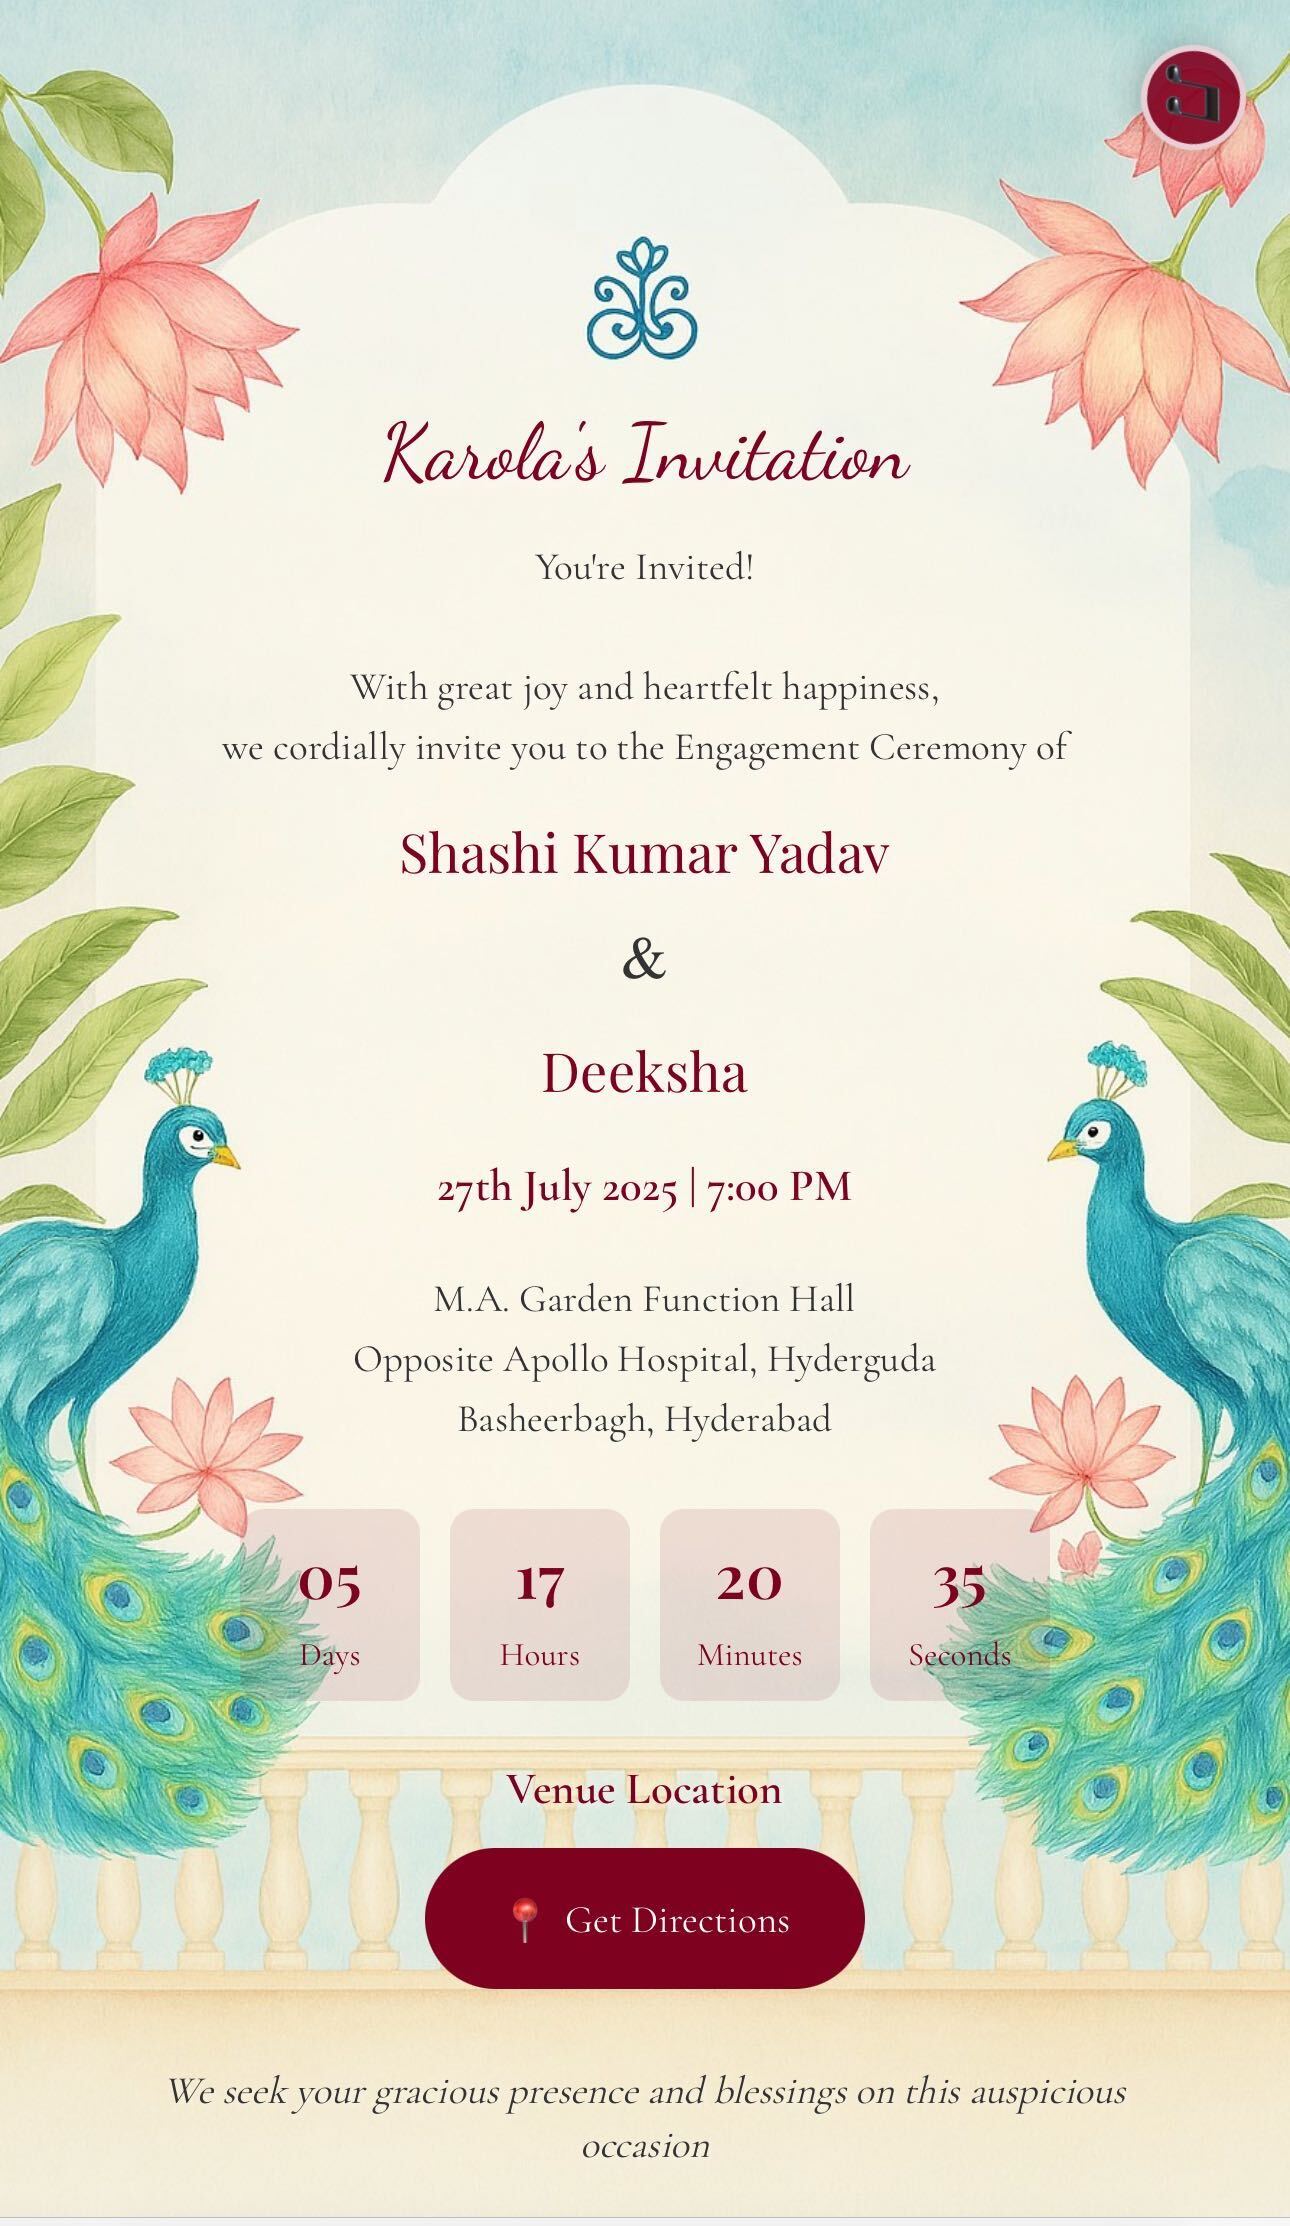 Karola's Invitation
You're Invited!
With great joy and heartfelt happiness,
we cordially invite you to the Engagement Ceremony of
Shashi Kumar Yadav
&
Deeksha
27th July 2025 | 7:00 PM
M.A. Garden Function Hall
Opposite Apollo Hospital, Hyderguda
Basheerbagh, Hyderabad
05 17 20 35
Days Hours Minutes Seconds
Venue Location
Get Directions
We seek your gracious presence and blessings on this auspicious
occasion